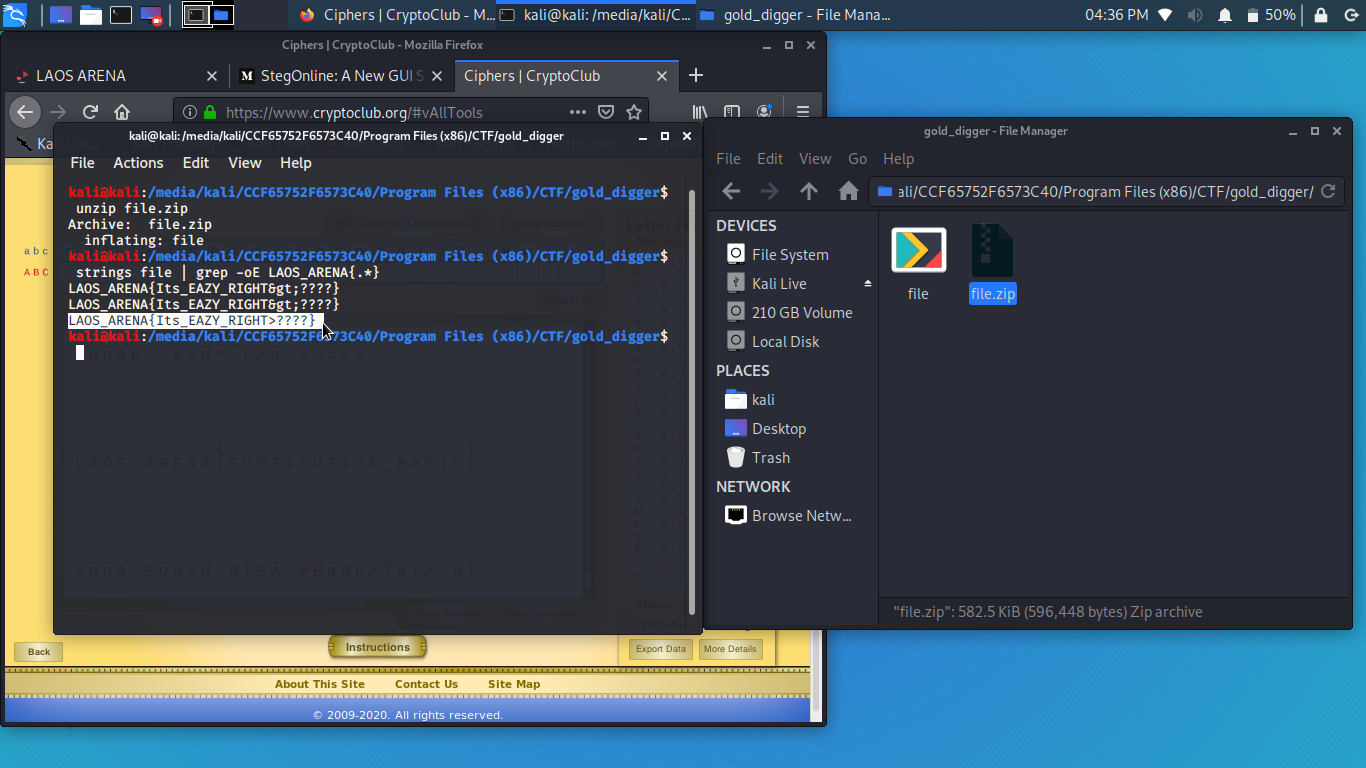 Ciphers | CryptoClub - M...
kali@kali: /media/kali/C...
gold_digger - File Mana...
04:36 PM
50%
Ciphers | CryptoClub - Mozilla Firefox
LAOS ARENA
StegOnline: A New GUI S
Ciphers | CryptoClub
https://www.cryptoclub.org/#vAllTools
kali@kali: /media/kali/CCF65752F6573C40/Program Files (x86)/CTF/gold_digger
File Actions Edit View Help
kali@kali:/media/kali/CCF65752F6573C40/Program Files (x86)/CTF/gold_digger$
unzip file.zip
Archive:  file.zip
inflating: file
kali@kali:/media/kali/CCF65752F6573C40/Program Files (x86)/CTF/gold_digger$
strings file | grep -oE LAOS_ARENA{.*}
LAOS_ARENA{Its_EAZY_RIGHT&gt;????}
LAOS_ARENA{Its_EAZY_RIGHT&gt;????}
LAOS_ARENA{Its_EAZY_RIGHT>????}
kali@kali:/media/kali/CCF65752F6573C40/Program Files (x86)/CTF/gold_digger$
a b c
A B C
SUDAH, KAN? LAG =====
LAOS_ARENA{SUBTITUTION_BASIC}
ANDA SUDAH BISA MEMBUATNYA DI
Back
Instructions
Export Data
More Details
About This Site
Contact Us
Site Map
© 2009-2020. All rights reserved.
gold_digger - File Manager
File Edit View Go Help
ali/CCF65752F6573C40/Program Files (x86)/CTF/gold_digger/
DEVICES
File System
Kali Live
210 GB Volume
Local Disk
PLACES
kali
Desktop
Trash
NETWORK
Browse Netw...
file
file.zip
"file.zip": 582.5 KiB (596,448 bytes) Zip archive